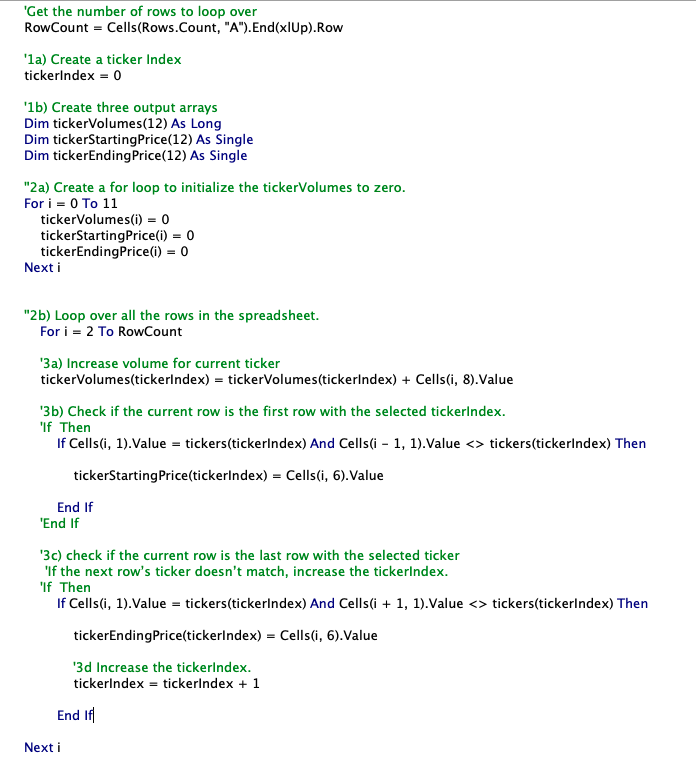 'Get the number of rows to loop over
RowCount = Cells(Rows.Count, "A").End(xlUp).Row
'1a) Create a ticker Index
tickerIndex = 0
'1b) Create three output arrays
Dim tickerVolumes(12) As Long
Dim tickerStartingPrice(12) As Single
Dim tickerEndingPrice(12) As Single
''2a) Create a for loop to initialize the tickerVolumes to zero.
For i = 0 To 11
tickerVolumes(i) = 0
tickerStartingPrice(i) = 0
tickerEndingPrice(i) = 0
Next i
''2b) Loop over all the rows in the spreadsheet.
For i = 2 To RowCount
'3a) Increase volume for current ticker
tickerVolumes(tickerIndex) = tickerVolumes(tickerIndex) + Cells(i, 8).Value
'3b) Check if the current row is the first row with the selected tickerIndex.
'If  Then
If Cells(i, 1).Value = tickers(tickerIndex) And Cells(i - 1, 1).Value <> tickers(tickerIndex) Then
tickerStartingPrice(tickerIndex) = Cells(i, 6).Value
End If
'End If
'3c) check if the current row is the last row with the selected ticker
'If the next row's ticker doesn't match, increase the tickerIndex.
'If  Then
If Cells(i, 1).Value = tickers(tickerIndex) And Cells(i + 1, 1).Value <> tickers(tickerIndex) Then
tickerEndingPrice(tickerIndex) = Cells(i, 6).Value
'3d Increase the tickerIndex.
tickerIndex = tickerIndex + 1
End If
Next i